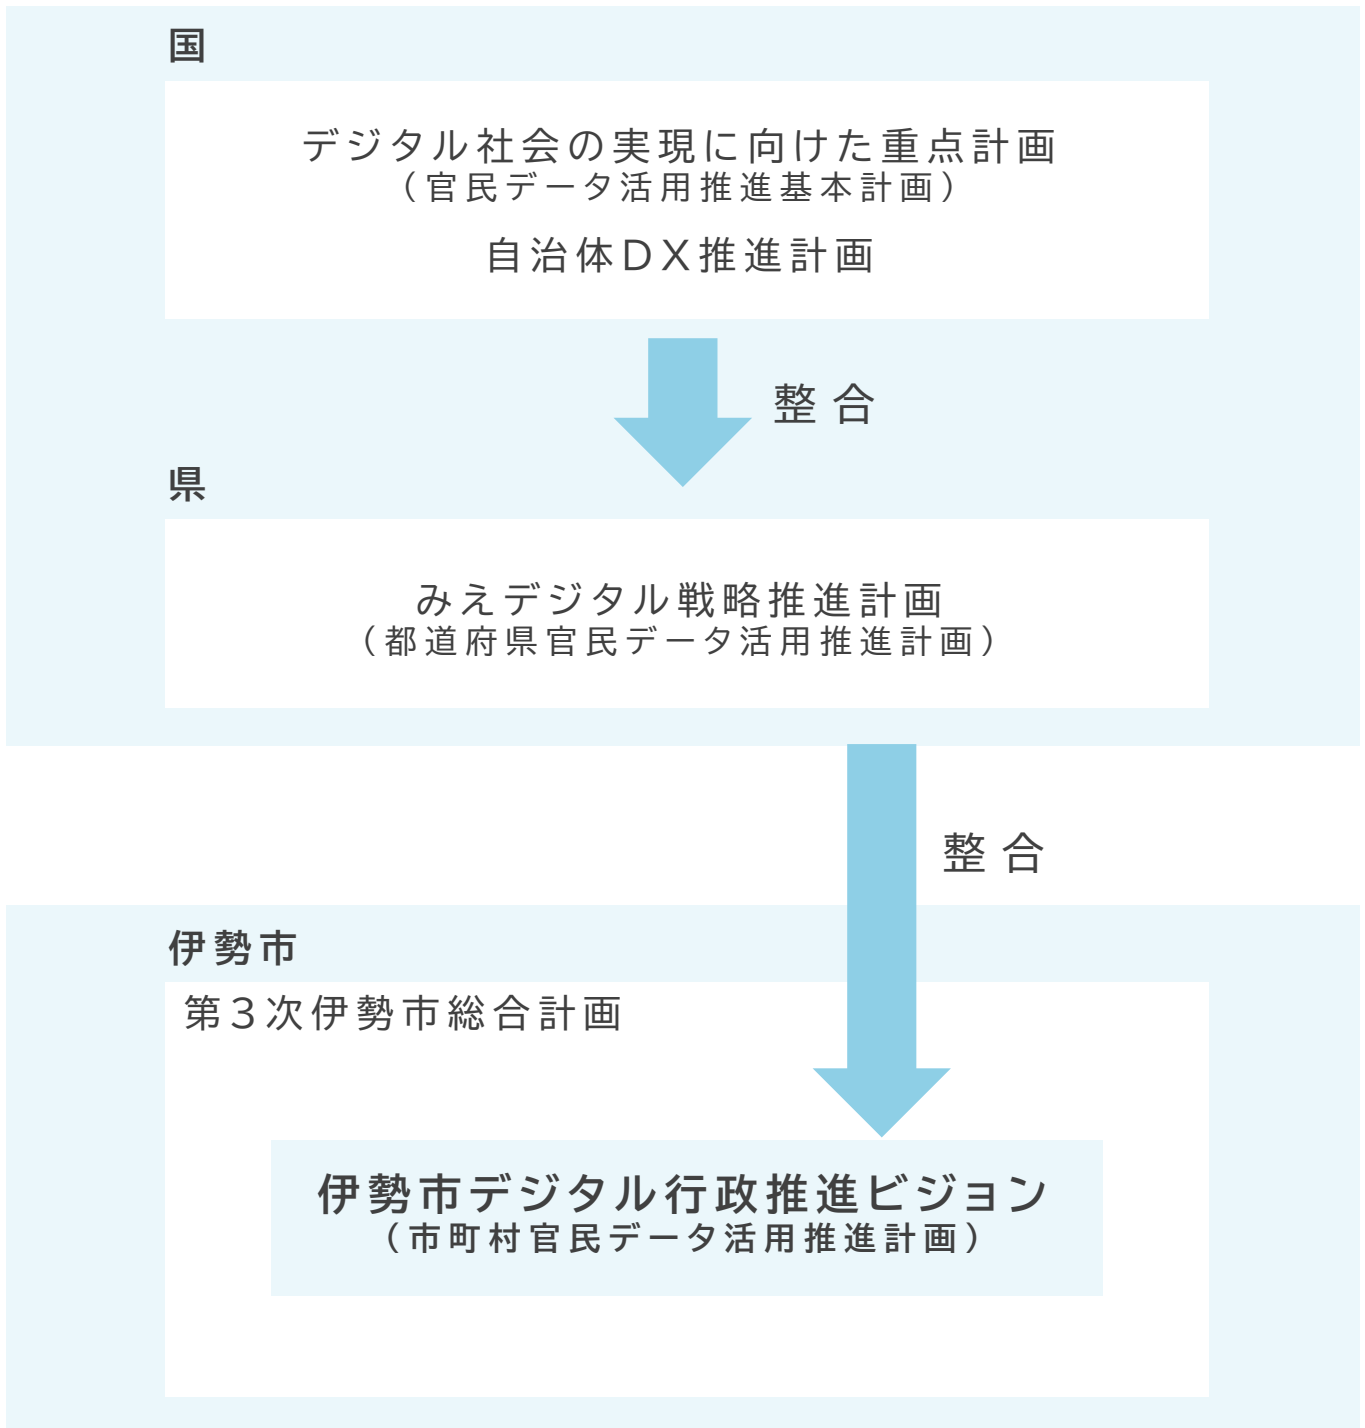 国
デジタル社会の実現に向けた重点計画
（官民データ活用推進基本計画）
自治体DX推進計画
整合
県
みえデジタル戦略推進計画
（都道府県官民データ活用推進計画）
整合
伊勢市
第３次伊勢市総合計画
伊勢市デジタル行政推進ビジョン
（市町村官民データ活用推進計画）